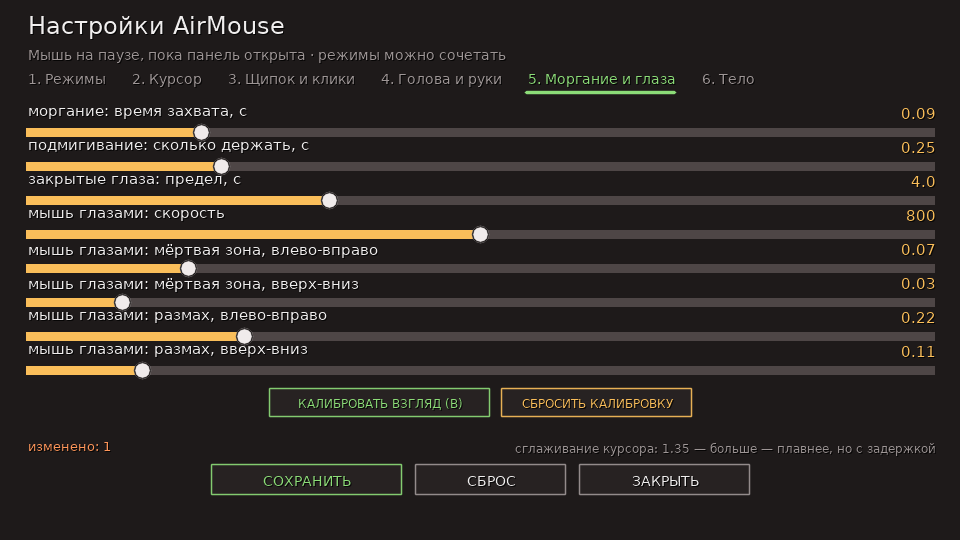 Настройки AirMouse
Мышь на паузе, пока панель открыта · режимы можно сочетать
1. Режимы 2. Курсор 3. Щипок и клики 4. Голова и руки 5. Моргание и глаза 6. Тело
моргание: время захвата, с 0.09
подмигивание: сколько держать, с 0.25
закрытые глаза: предел, с 4.0
мышь глазами: скорость 800
мышь глазами: мёртвая зона, влево-вправо 0.07
мышь глазами: мёртвая зона, вверх-вниз 0.03
мышь глазами: размах, влево-вправо 0.22
мышь глазами: размах, вверх-вниз 0.11
КАЛИБРОВАТЬ ВЗГЛЯД (B) СБРОСИТЬ КАЛИБРОВКУ
изменено: 1 сглаживание курсора: 1.35 — больше — плавнее, но с задержкой
СОХРАНИТЬ СБРОС ЗАКРЫТЬ